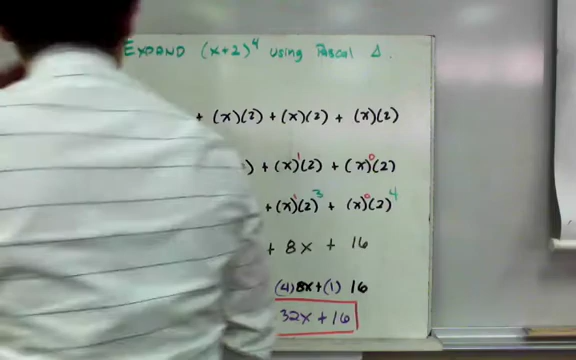 EXPAND (x+2)⁴ using Pascal Δ.
+ (x)(2) + (x)(2) + (x)(2)
) + (x)¹(2) + (x)⁰(2)
+ (x)¹(2)³ + (x)⁰(2)⁴
+ 8x + 16
(4)8x+(1) 16
32x + 16